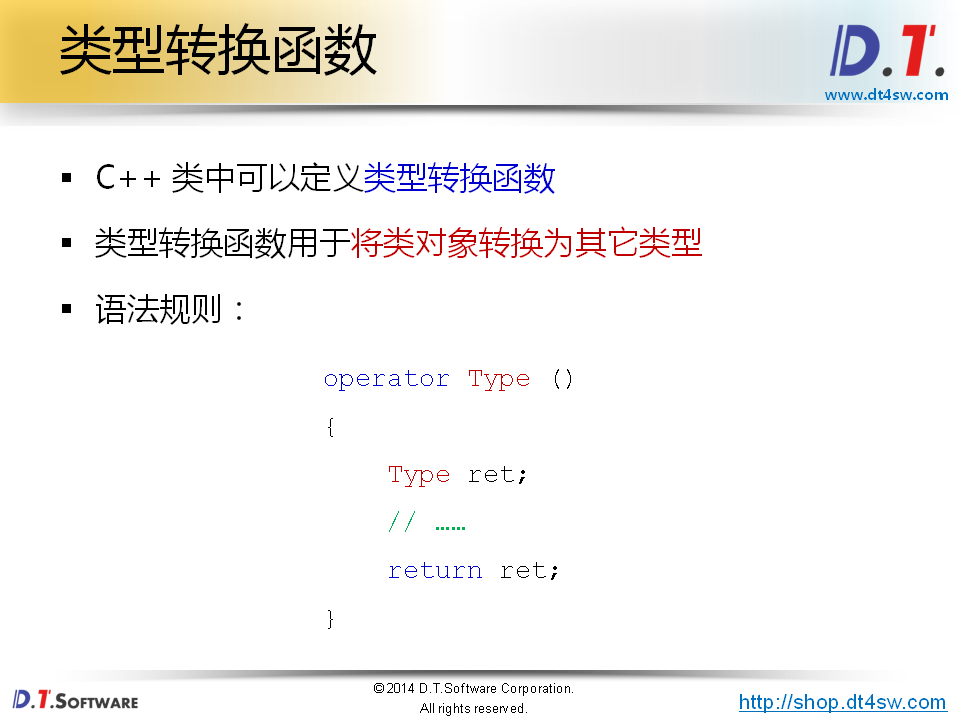 类型转换函数
D.T.
www.dt4sw.com
▪ C++ 类中可以定义类型转换函数
▪ 类型转换函数用于将类对象转换为其它类型
▪ 语法规则：
operator Type ()
{
    Type ret;
    // ……
    return ret;
}
D.T.SOFTWARE
©2014 D.T.Software Corporation.
All rights reserved.
http://shop.dt4sw.com